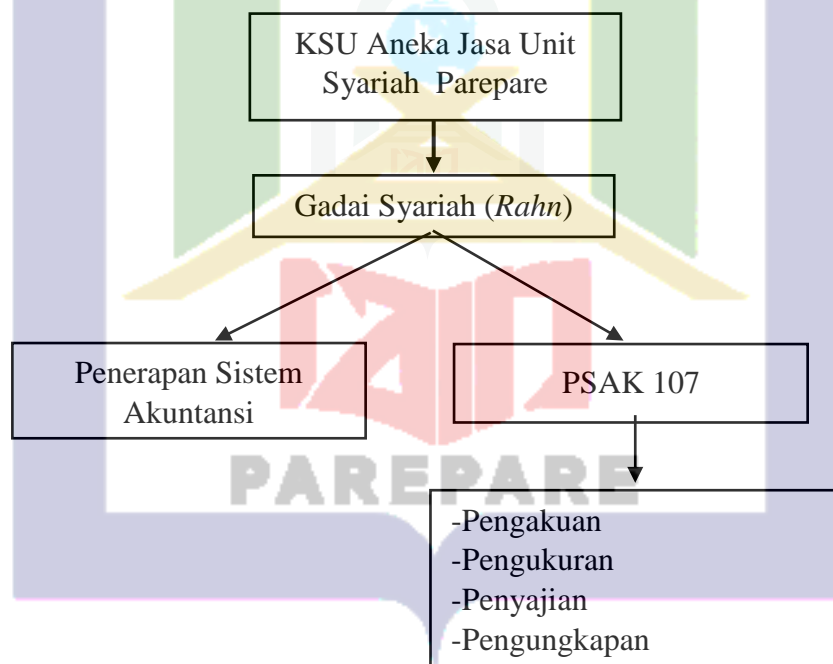 KSU Aneka Jasa Unit
Syariah Parepare
Gadai Syariah (Rahn)
Penerapan Sistem
Akuntansi
PSAK 107
PAREPARE
-Pengakuan
-Pengukuran
-Penyajian
-Pengungkapan